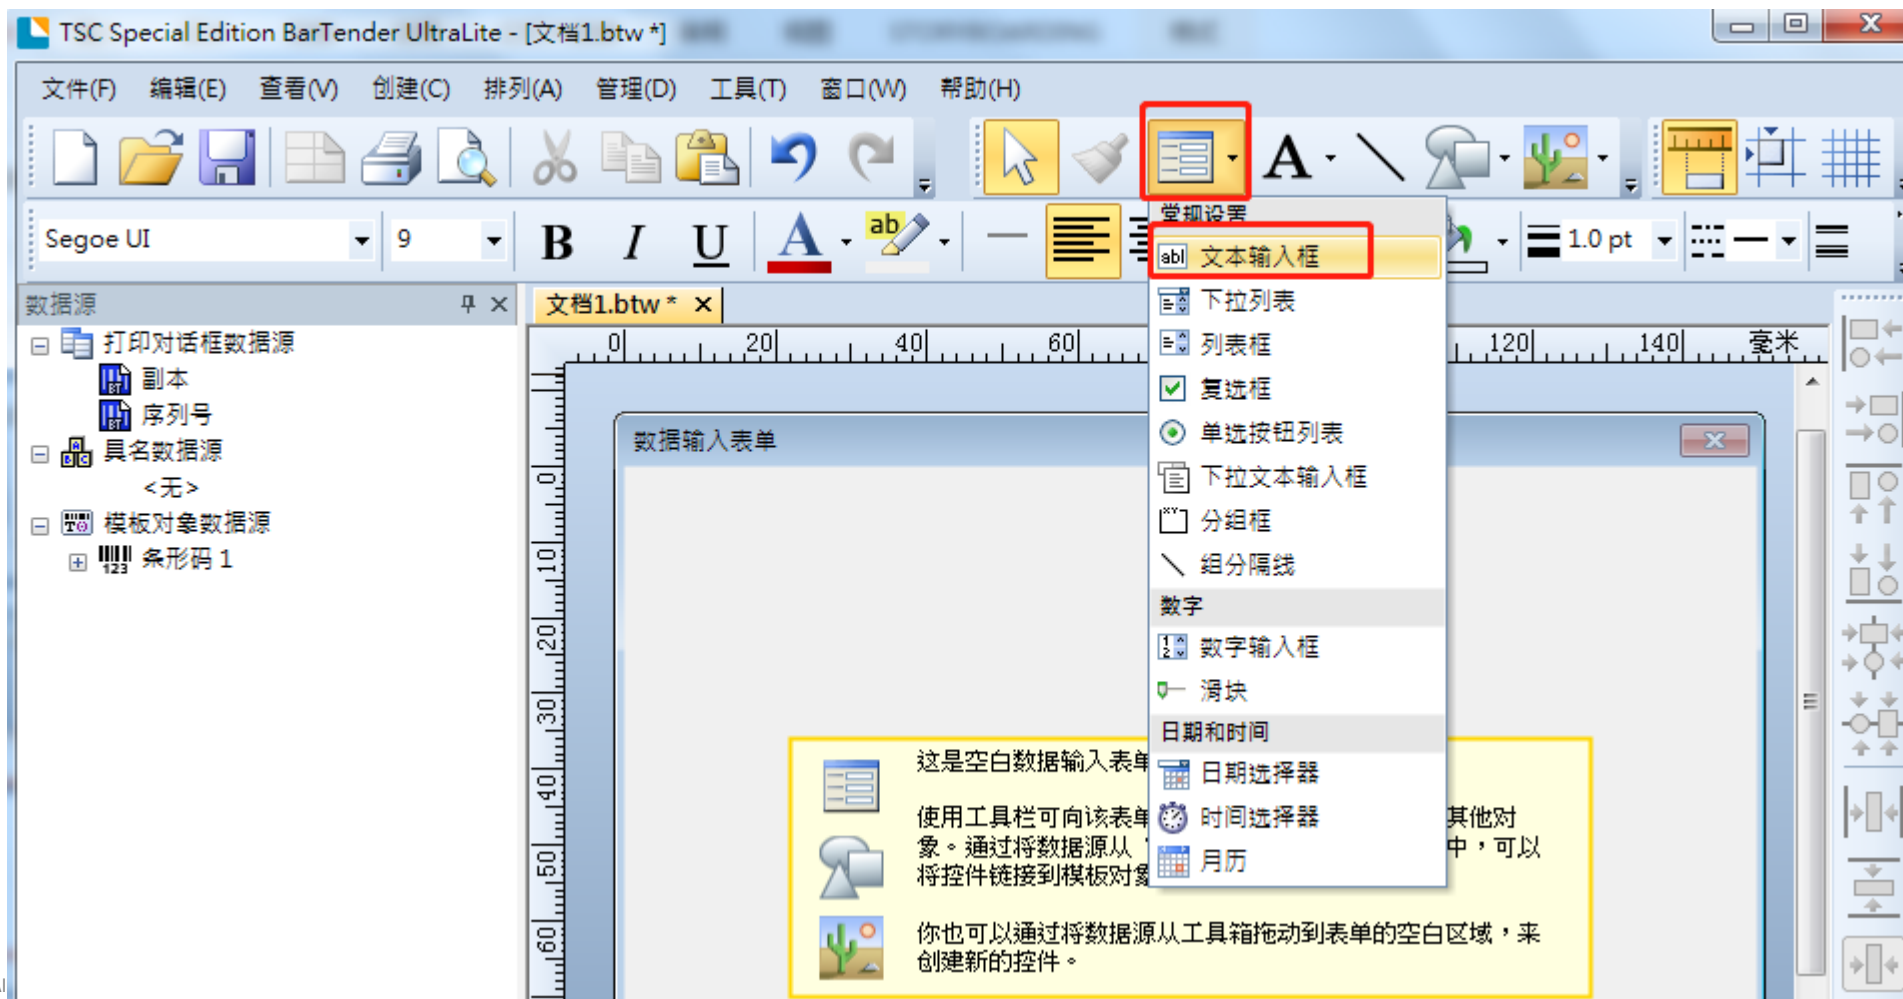 TSC Special Edition BarTender UltraLite - [文档1.btw *]
文件(F) 编辑(E) 查看(V) 创建(C) 排列(A) 管理(D) 工具(T) 窗口(W) 帮助(H)
Segoe UI 9 B I U A ab 1.0 pt
常规设置
abl 文本输入框
下拉列表
列表框
复选框
单选按钮列表
下拉文本输入框
分组框
组分隔线
数字
数字输入框
滑块
日期和时间
日期选择器
时间选择器
月历
数据源
打印对话框数据源
副本
序列号
具名数据源
<无>
模板对象数据源
条形码 1
文档1.btw *
0 20 40 60 120 140 毫米
0
10
20
30
40
50
60
数据输入表单
这是空白数据输入表单
使用工具栏可向该表单 其他对
象。通过将数据源从 中，可以
将控件链接到模板对象
你也可以通过将数据源从工具箱拖动到表单的空白区域，来
创建新的控件。